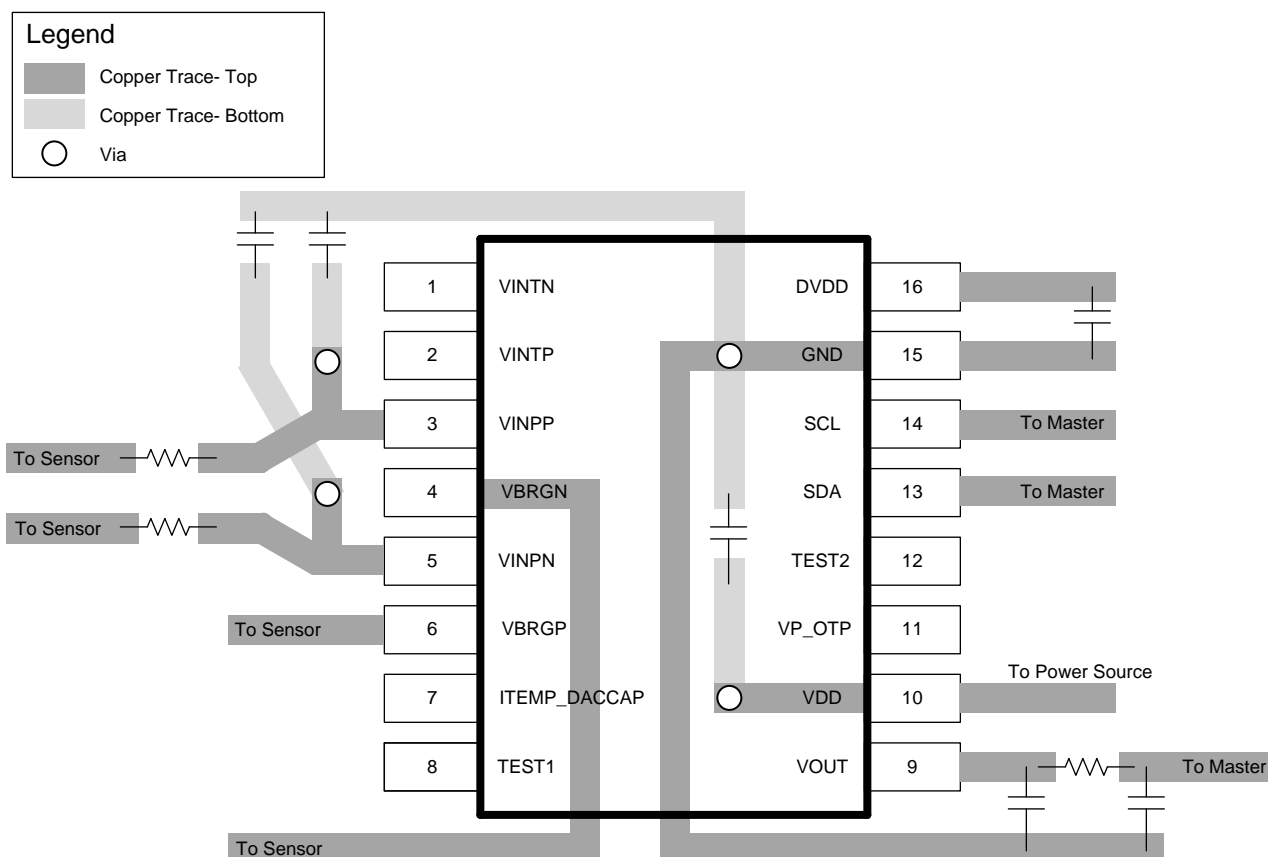 Legend
Copper Trace- Top
Copper Trace- Bottom
Via
1 VINTN DVDD 16
2 VINTP GND 15
3 VINPP SCL 14 To Master
To Sensor
4 VBRGN SDA 13 To Master
To Sensor
5 VINPN TEST2 12
To Sensor 6 VBRGP VP_OTP 11
To Power Source
7 ITEMP_DACCAP VDD 10
8 TEST1 VOUT 9 To Master
To Sensor